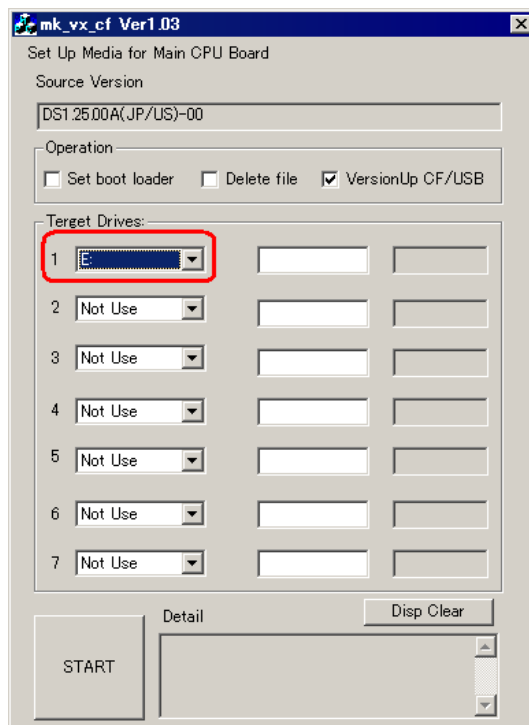 mk_vx_cf Ver1.03
Set Up Media for Main CPU Board
Source Version
DS1.25.00A(JP/US)-00
Operation
Set boot loader Delete file VersionUp CF/USB
Terget Drives:
1 E:
2 Not Use
3 Not Use
4 Not Use
5 Not Use
6 Not Use
7 Not Use
Detail Disp Clear
START